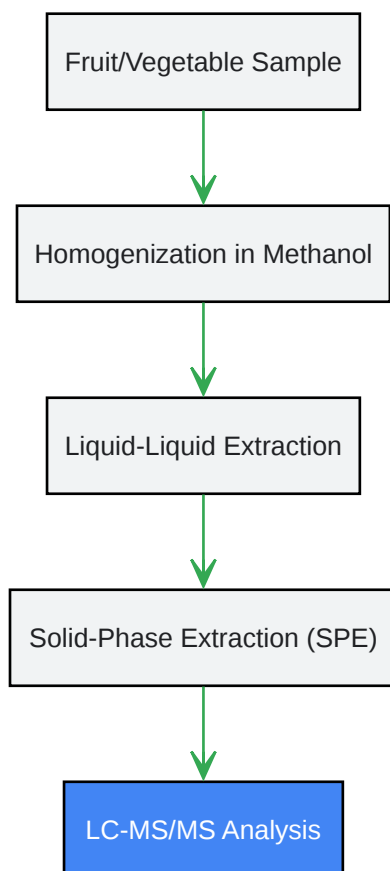 Fruit/Vegetable Sample
Homogenization in Methanol
Liquid-Liquid Extraction
Solid-Phase Extraction (SPE)
LC-MS/MS Analysis